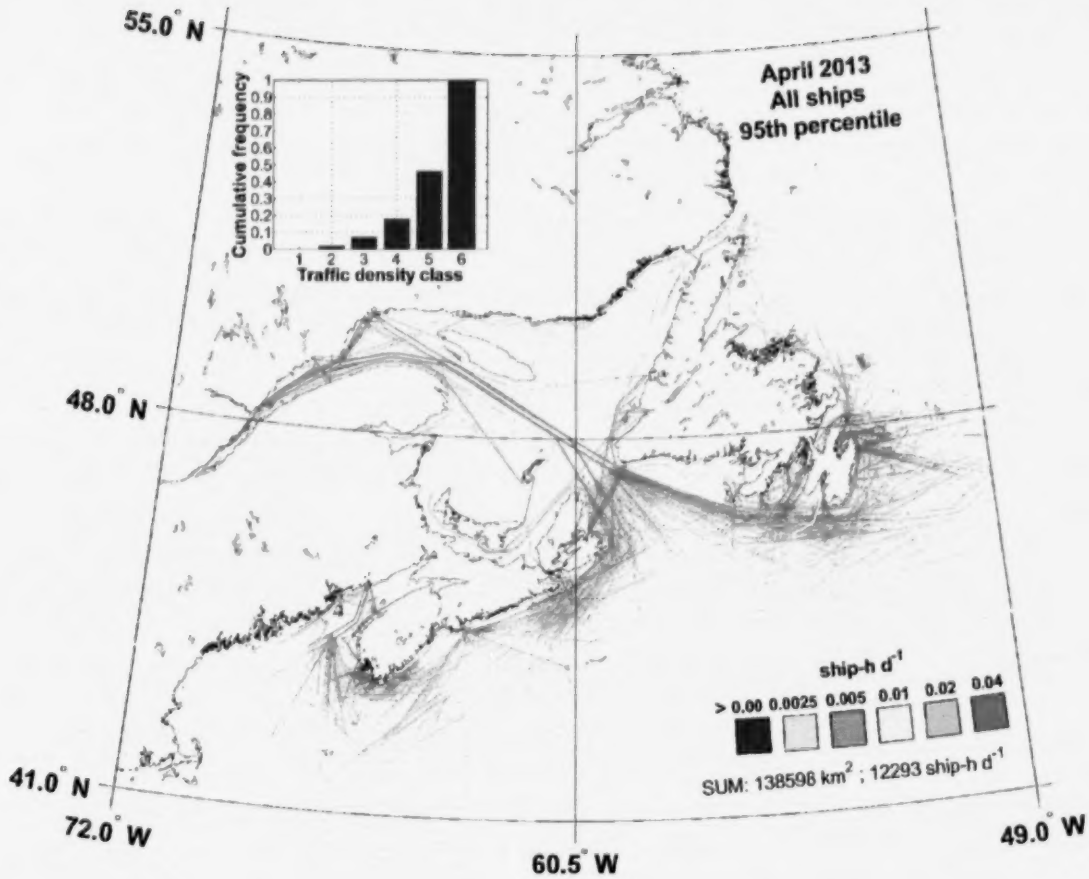 55.0° N
April 2013
All ships
95th percentile
Cumulative frequency
1
0.9
0.8
0.7
0.6
0.5
0.4
0.3
0.2
0.1
0
1 2 3 4 5 6
Traffic density class
48.0° N
ship-h d⁻¹
> 0.00 0.0025 0.005 0.01 0.02 0.04
SUM: 138598 km² ; 12293 ship-h d⁻¹
41.0° N
72.0° W
60.5° W
49.0° W